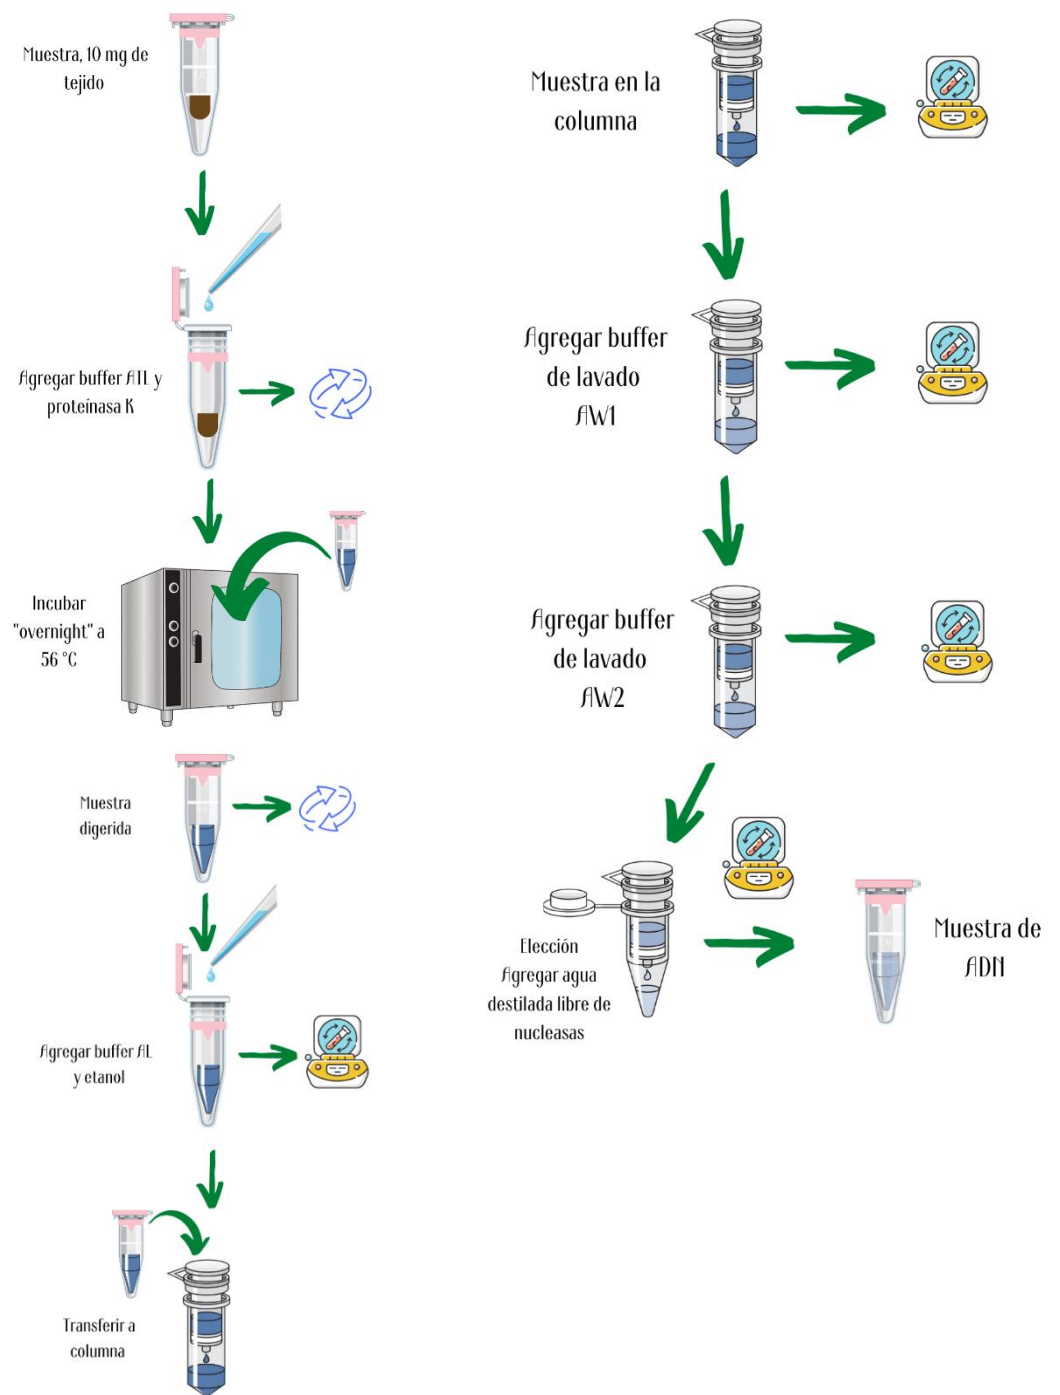 Muestra, 10 mg de
tejido
Agregar buffer ATL y
proteínasa K
Incubar
"overnight" a
56 °C
Muestra
digerida
Agregar buffer AL
y etanol
Transferir a
columna
Muestra en la
columna
Agregar buffer
de lavado
AW1
Agregar buffer
de lavado
AW2
Elección
Agregar agua
destilada libre de
nucleasas
Muestra de
ADN